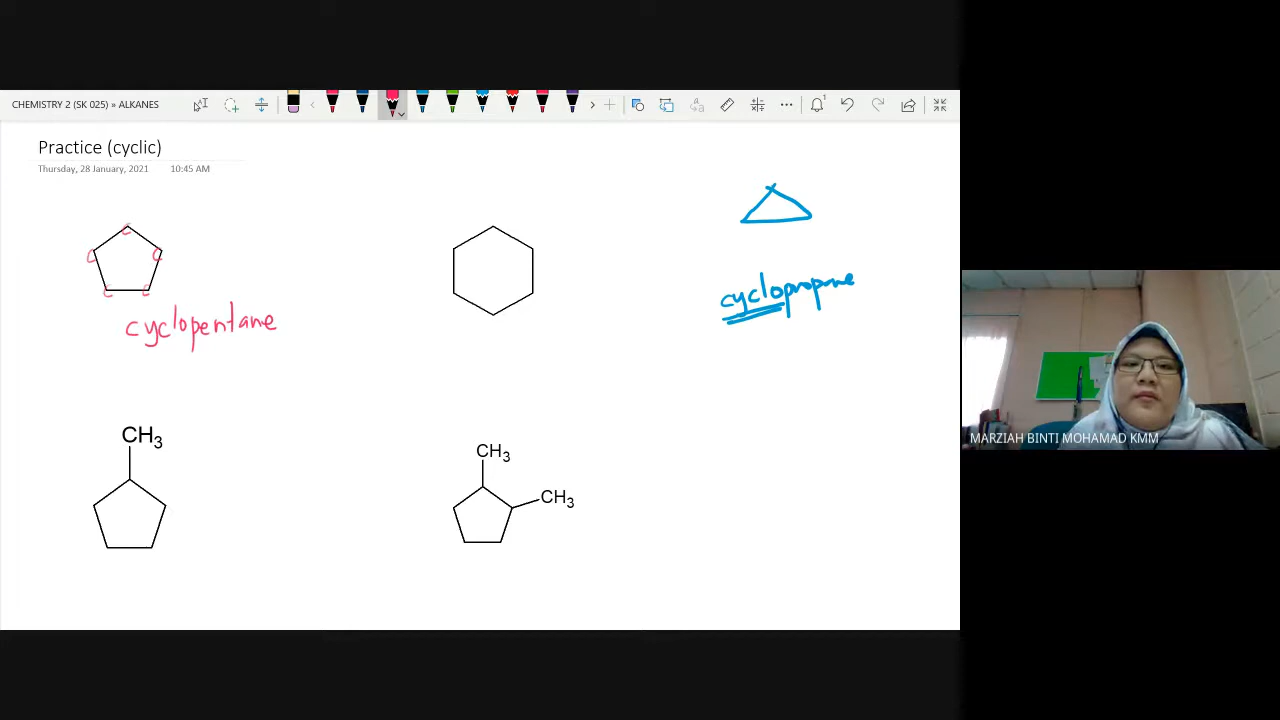 CHEMISTRY 2 (SK 025) » ALKANES
Practice (cyclic)
Thursday, 28 January, 2021 10:45 AM
C
C C
C C
cyclopentane
cyclopropane
CH3
CH3
CH3
MARZIAH BINTI MOHAMAD KMM